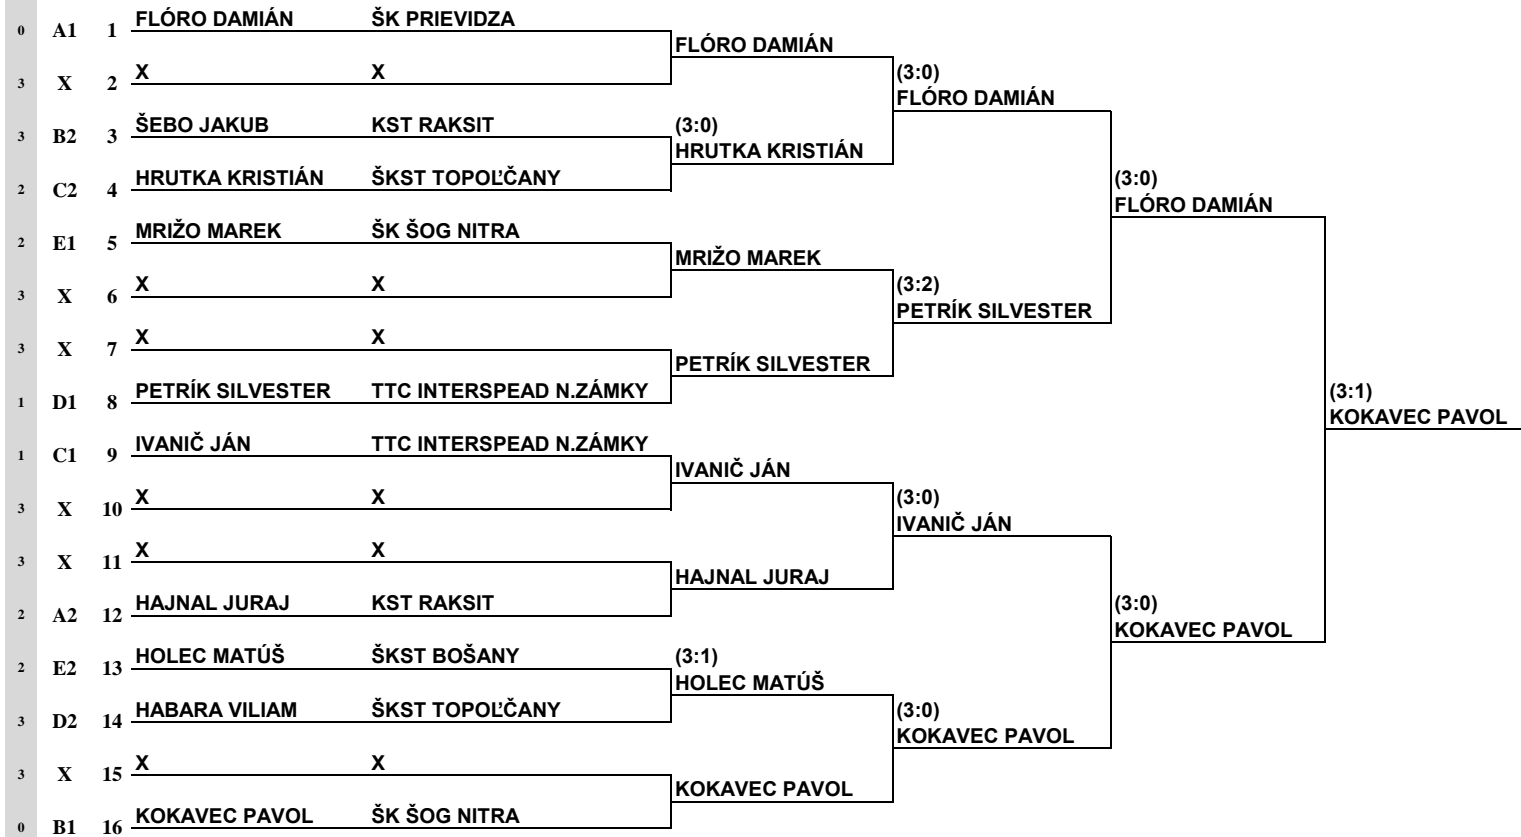 0 A1 1 FLÓRO DAMIÁN ŠK PRIEVIDZA
FLÓRO DAMIÁN
3 X 2 X X (3:0)
FLÓRO DAMIÁN
3 B2 3 ŠEBO JAKUB KST RAKSIT (3:0)
HRUTKA KRISTIÁN
2 C2 4 HRUTKA KRISTIÁN ŠKST TOPOĽČANY (3:0)
FLÓRO DAMIÁN
2 E1 5 MRIŽO MAREK ŠK ŠOG NITRA
MRIŽO MAREK
3 X 6 X X (3:2)
PETRÍK SILVESTER
3 X 7 X X
PETRÍK SILVESTER
1 D1 8 PETRÍK SILVESTER TTC INTERSPEAD N.ZÁMKY (3:1)
KOKAVEC PAVOL
1 C1 9 IVANIČ JÁN TTC INTERSPEAD N.ZÁMKY
IVANIČ JÁN
3 X 10 X X (3:0)
IVANIČ JÁN
3 X 11 X X
HAJNAL JURAJ
2 A2 12 HAJNAL JURAJ KST RAKSIT (3:0)
KOKAVEC PAVOL
2 E2 13 HOLEC MATÚŠ ŠKST BOŠANY (3:1)
HOLEC MATÚŠ
3 D2 14 HABARA VILIAM ŠKST TOPOĽČANY (3:0)
KOKAVEC PAVOL
3 X 15 X X
KOKAVEC PAVOL
0 B1 16 KOKAVEC PAVOL ŠK ŠOG NITRA